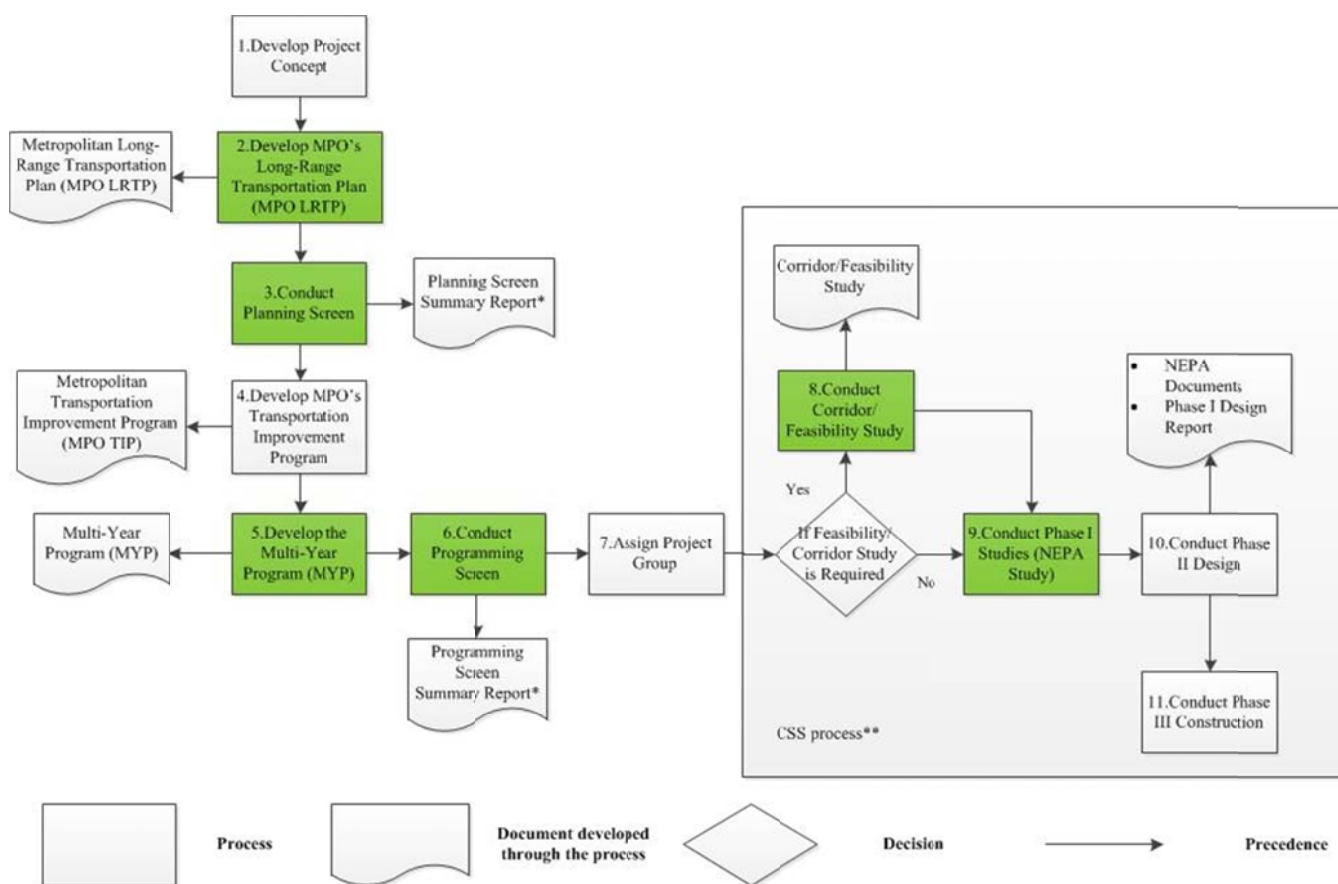 1.Develop Project
Concept
Metropolitan Long-
Range Transportation
Plan (MPO LRTP)
2.Develop MPO's
Long-Range
Transportation Plan
(MPO LRTP)
3.Conduct
Planning Screen
Planning Screen
Summary Report*
Metropolitan
Transportation
Improvement Program
(MPO TIP)
4.Develop MPO's
Transportation
Improvement
Program
Multi-Year
Program (MYP)
5.Develop the
Multi-Year
Program (MYP)
6.Conduct
Programming
Screen
Programming
Screen
Summary Report*
7.Assign Project
Group
Corridor/Feasibility
Study
8.Conduct
Corridor/
Feasibility Study
Yes
If Feasibility/
Corridor Study
is Required
No
9.Conduct Phase I
Studies (NEPA
Study)
• NEPA
Documents
• Phase I Design
Report
10.Conduct Phase
II Design
11.Conduct Phase
III Construction
CSS process**
Process
Document developed
through the process
Decision
Precedence